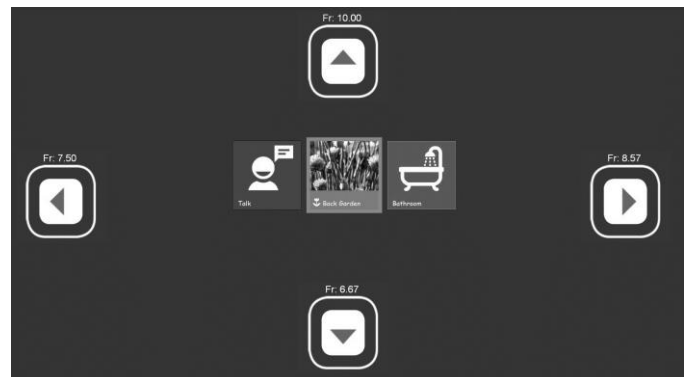 Fr: 10.00
Fr: 7.50
Fr: 8.57
Talk
Back Garden
Bathroom
Fr: 6.67